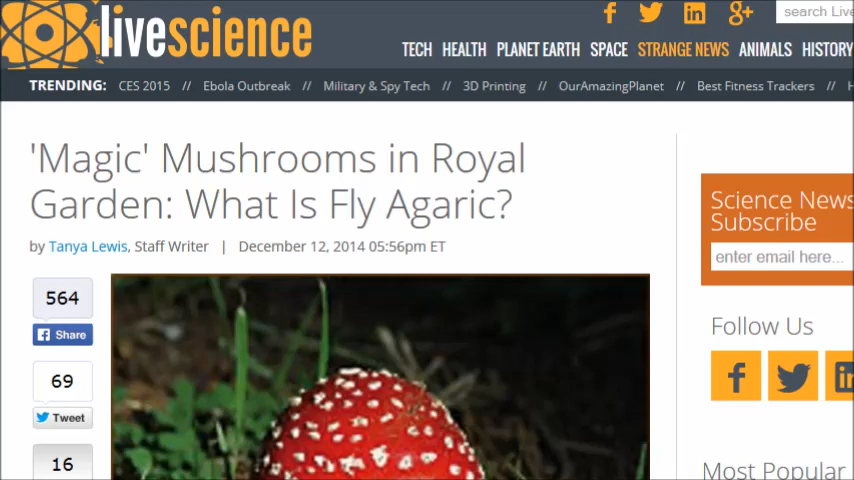 livescience
search Live
TECH HEALTH PLANET EARTH SPACE STRANGE NEWS ANIMALS HISTORY
TRENDING: CES 2015 // Ebola Outbreak // Military & Spy Tech // 3D Printing // OurAmazingPlanet // Best Fitness Trackers // H
'Magic' Mushrooms in Royal
Garden: What Is Fly Agaric?
by Tanya Lewis, Staff Writer | December 12, 2014 05:56pm ET
564
Share
69
Tweet
16
Science News
Subscribe
enter email here...
Follow Us
Most Popular